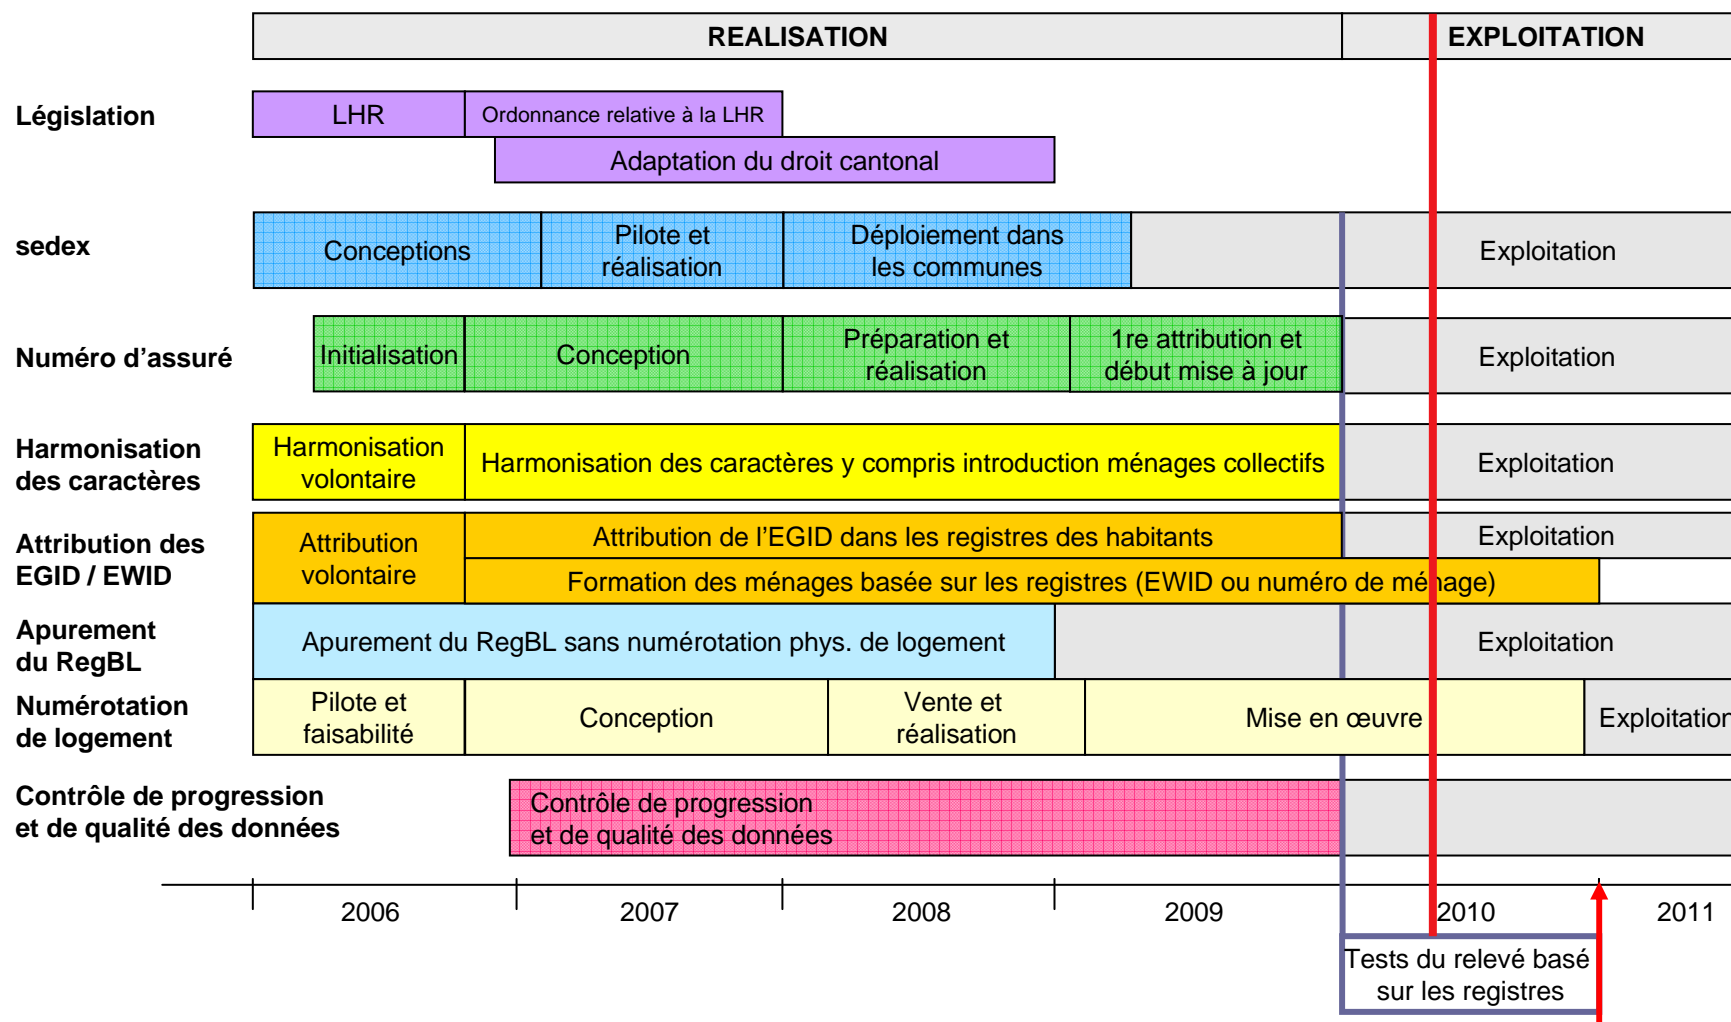 REALISATION
EXPLOITATION
Législation
LHR
Ordonnance relative à la LHR
Adaptation du droit cantonal
sedex
Conceptions
Pilote et
réalisation
Déploiement dans
les communes
Exploitation
Numéro d’assuré
Initialisation
Conception
Préparation et
réalisation
1re attribution et
début mise à jour
Exploitation
Harmonisation
des caractères
Harmonisation
volontaire
Harmonisation des caractères y compris introduction ménages collectifs
Exploitation
Attribution des
EGID / EWID
Attribution
volontaire
Attribution de l’EGID dans les registres des habitants
Exploitation
Formation des ménages basée sur les registres (EWID ou numéro de ménage)
Apurement
du RegBL
Apurement du RegBL sans numérotation phys. de logement
Exploitation
Numérotation
de logement
Pilote et
faisabilité
Conception
Vente et
réalisation
Mise en œuvre
Exploitation
Contrôle de progression
et de qualité des données
Contrôle de progression
et de qualité des données
2006
2007
2008
2009
2010
2011
Tests du relevé basé
sur les registres